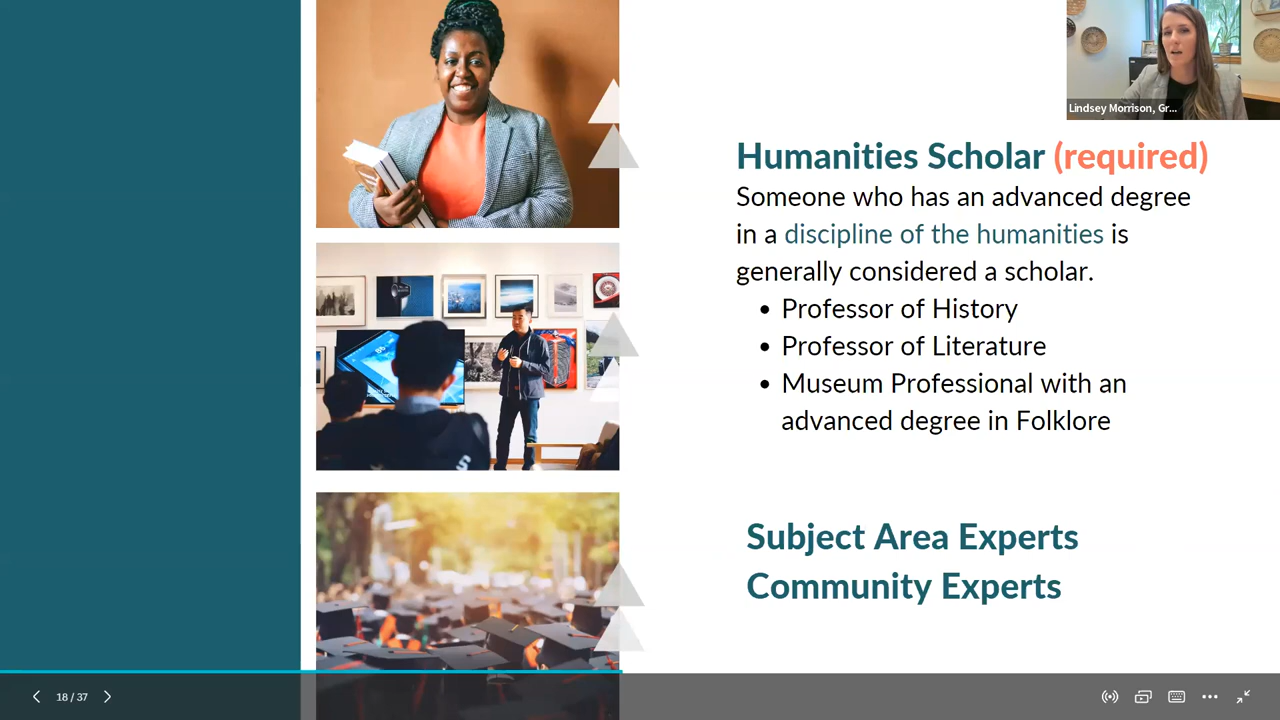 Lindsey Morrison, Gr...
Humanities Scholar (required)
Someone who has an advanced degree
in a discipline of the humanities is
generally considered a scholar.
• Professor of History
• Professor of Literature
• Museum Professional with an
advanced degree in Folklore
Subject Area Experts
Community Experts
18 / 37